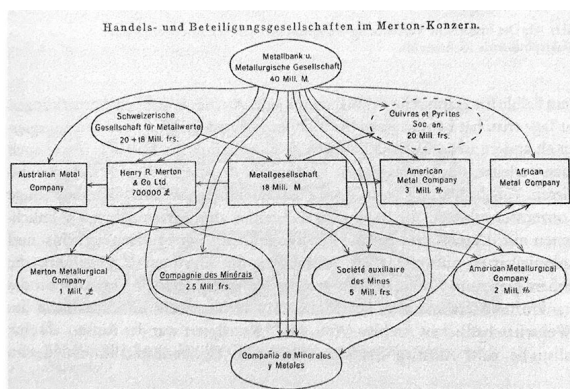 Handels- und Beteiligungsgesellschaften im Merton-Konzern.
Metallbank u.
Metallurgische Gesellschaft
40 Mill. M
Schweizerische
Gesellschaft für Metallwerte
20 + 18 Mill. frs.
Cuivres et Pyrites
Soc. an.
20 Mill. frs.
Australian Metal
Company
Henry R. Merton
& Co Ltd
700000 £
Metallgesellschaft
18 Mill. M
American
Metal Company
3 Mill. $
African
Metal Company
Merton Metallurgical
Company
1 Mill. £
Compagnie des Minérais
2.5 Mill. frs.
Société auxiliaire
des Mines
5 Mill. frs.
American Metallurgical
Company
2 Mill. $
Compañia de Minerales
y Metales